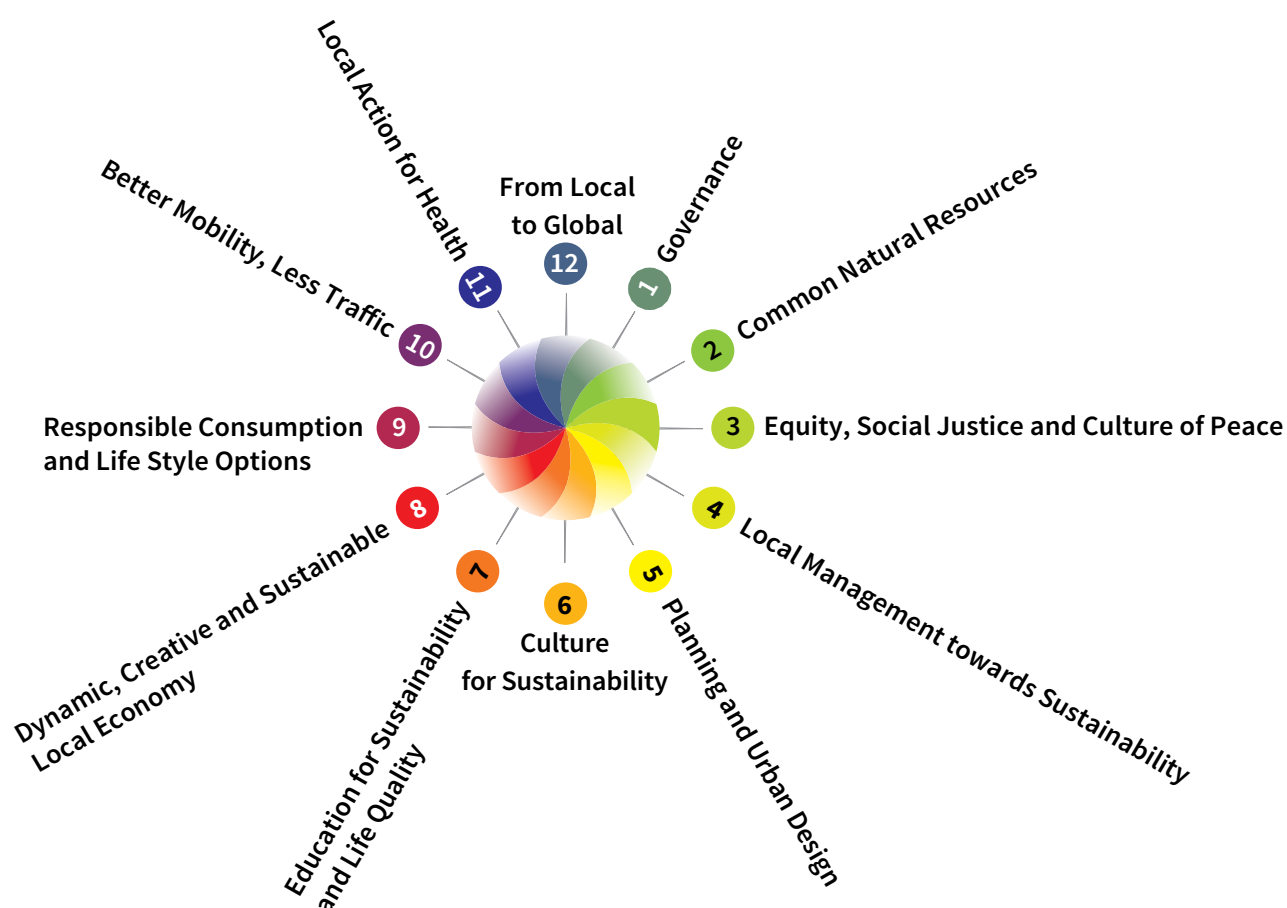 1
Governance
2
Common Natural Resources
3
Equity, Social Justice and Culture of Peace
4
Local Management towards Sustainability
5
Planning and Urban Design
6
Culture
for Sustainability
7
Education for Sustainability
and Life Quality
8
Dynamic, Creative and Sustainable
Local Economy
9
Responsible Consumption
and Life Style Options
10
Better Mobility, Less Traffic
11
Local Action for Health
12
From Local
to Global